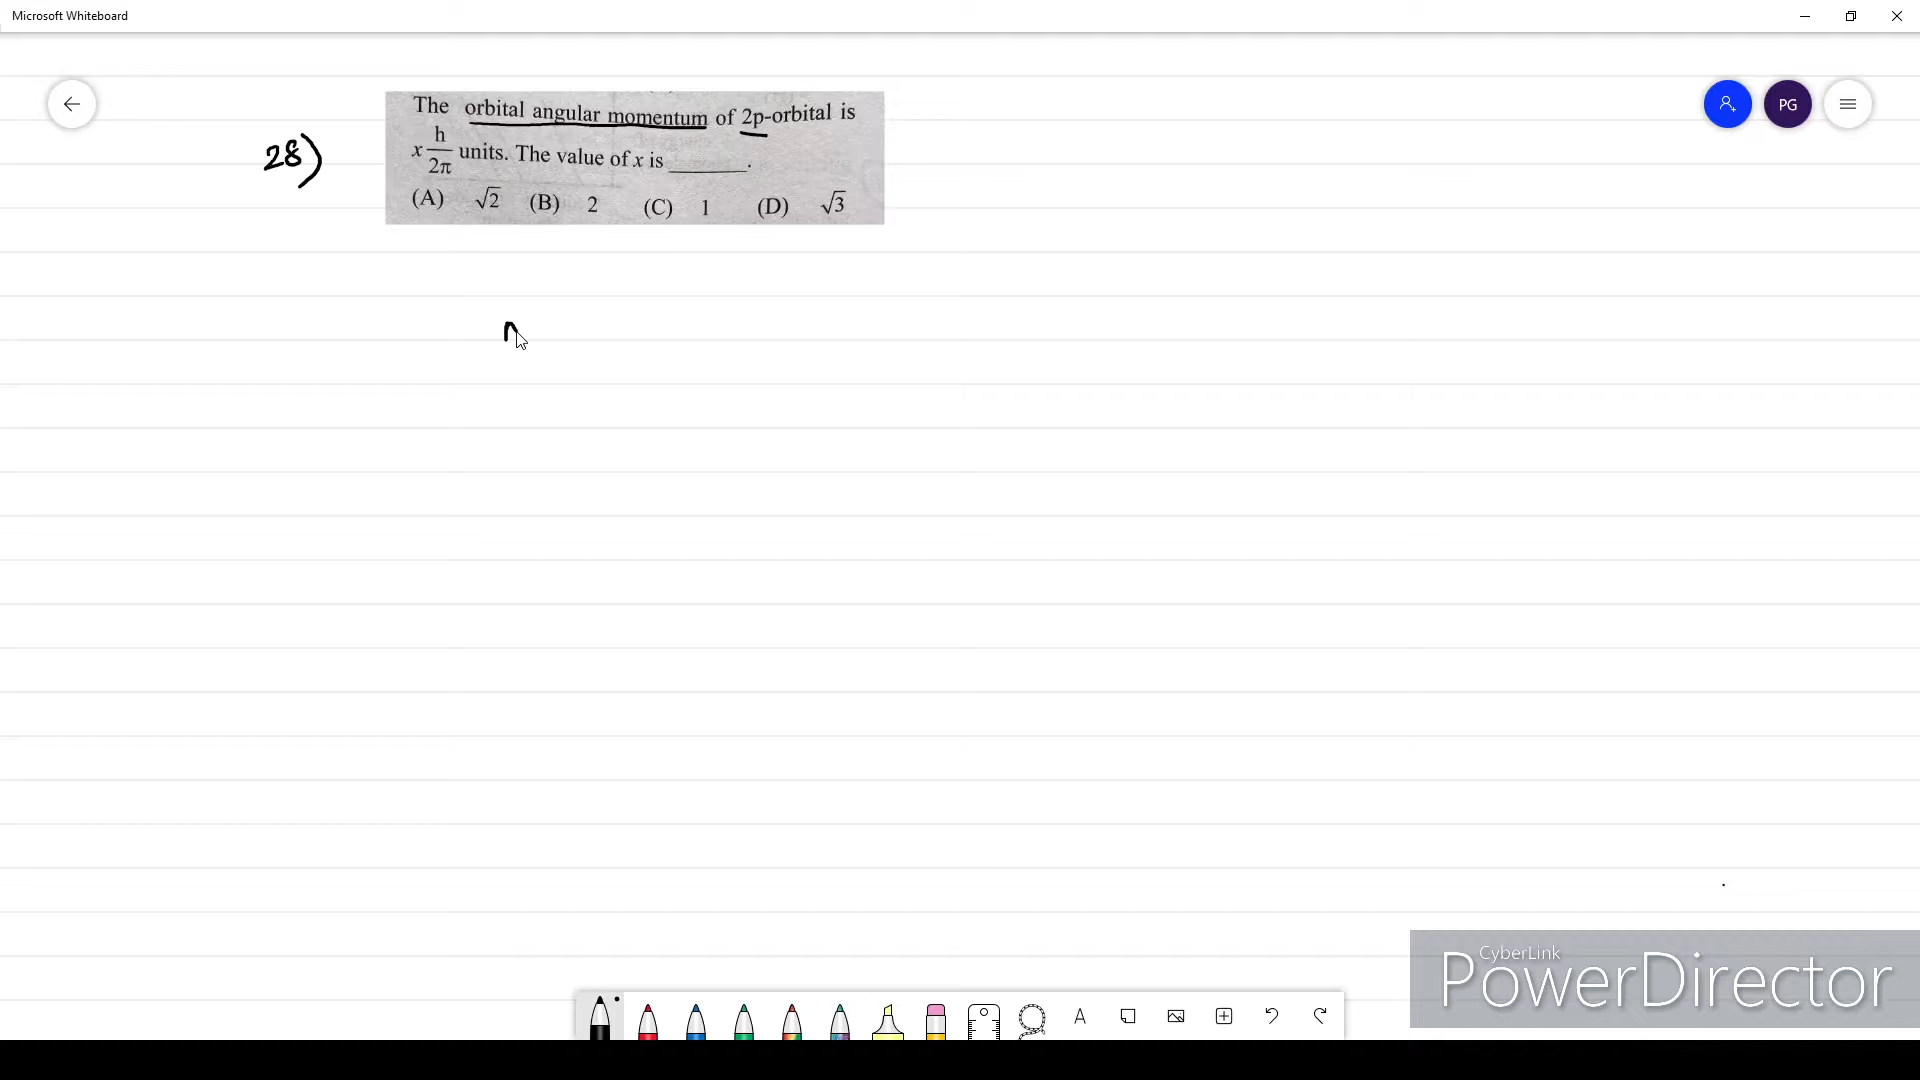 Microsoft Whiteboard
PG
28)
The orbital angular momentum of 2p-orbital is
x h/2π units. The value of x is ________.
(A) √2 (B) 2 (C) 1 (D) √3
n
A
CyberLink
PowerDirector